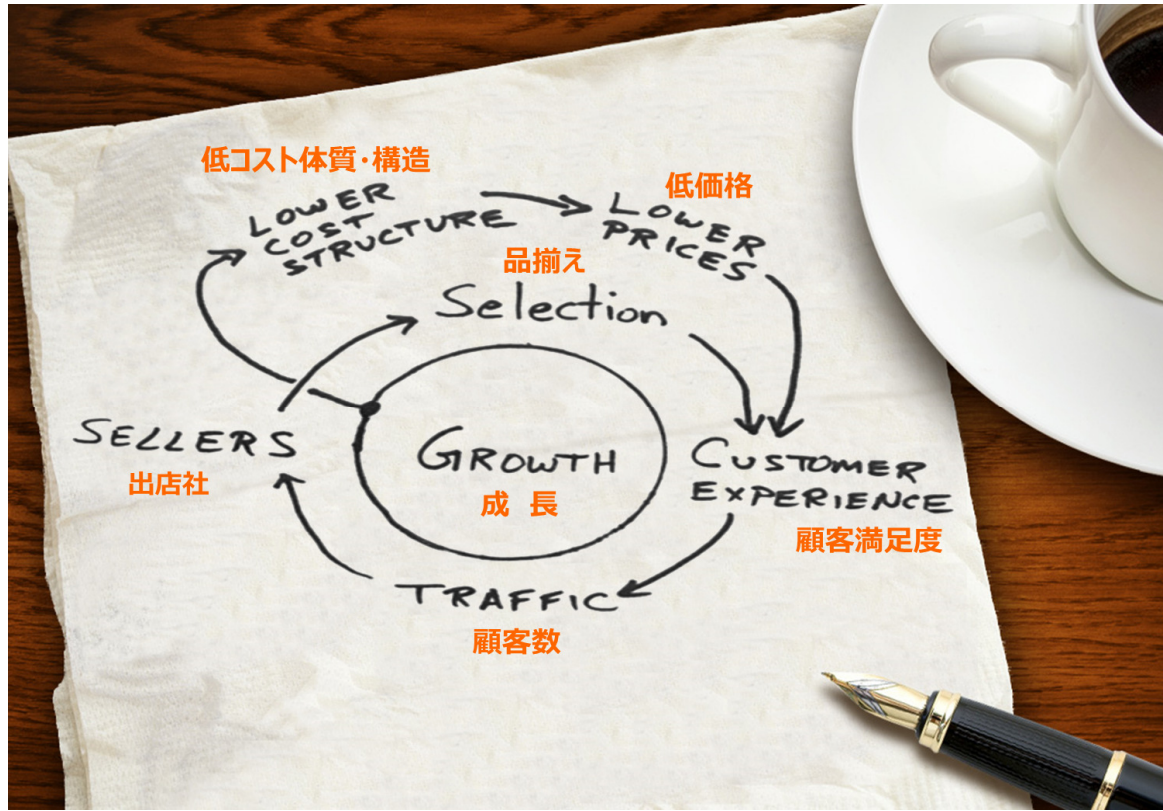 低コスト体質・構造
LOWER
COST
STRUCTURE
低価格
LOWER
PRICES
品揃え
Selection
SELLERS
出店社
GROWTH
成 長
CUSTOMER
EXPERIENCE
顧客満足度
TRAFFIC
顧客数